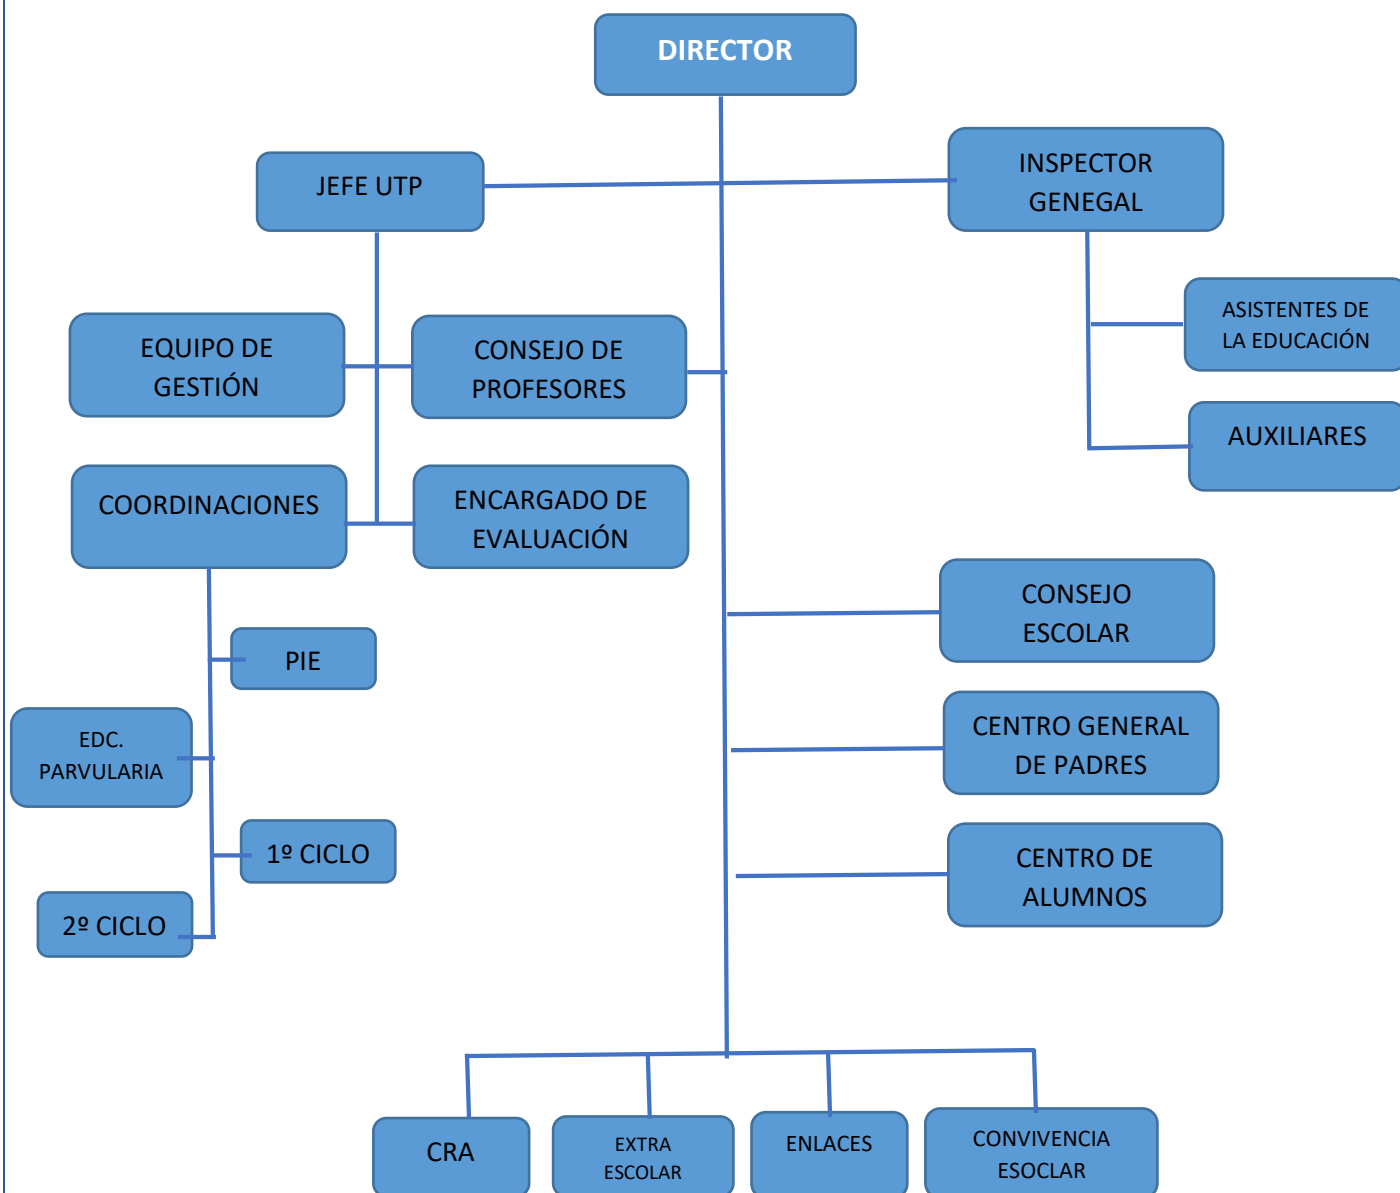 DIRECTOR
JEFE UTP
INSPECTOR
GENEGAL
EQUIPO DE
GESTIÓN
CONSEJO DE
PROFESORES
ASISTENTES DE
LA EDUCACIÓN
AUXILIARES
COORDINACIONES
ENCARGADO DE
EVALUACIÓN
CONSEJO
ESCOLAR
PIE
EDC.
PARVULARIA
CENTRO GENERAL
DE PADRES
1º CICLO
CENTRO DE
ALUMNOS
2º CICLO
CRA
EXTRA
ESCOLAR
ENLACES
CONVIVENCIA
ESOCLAR